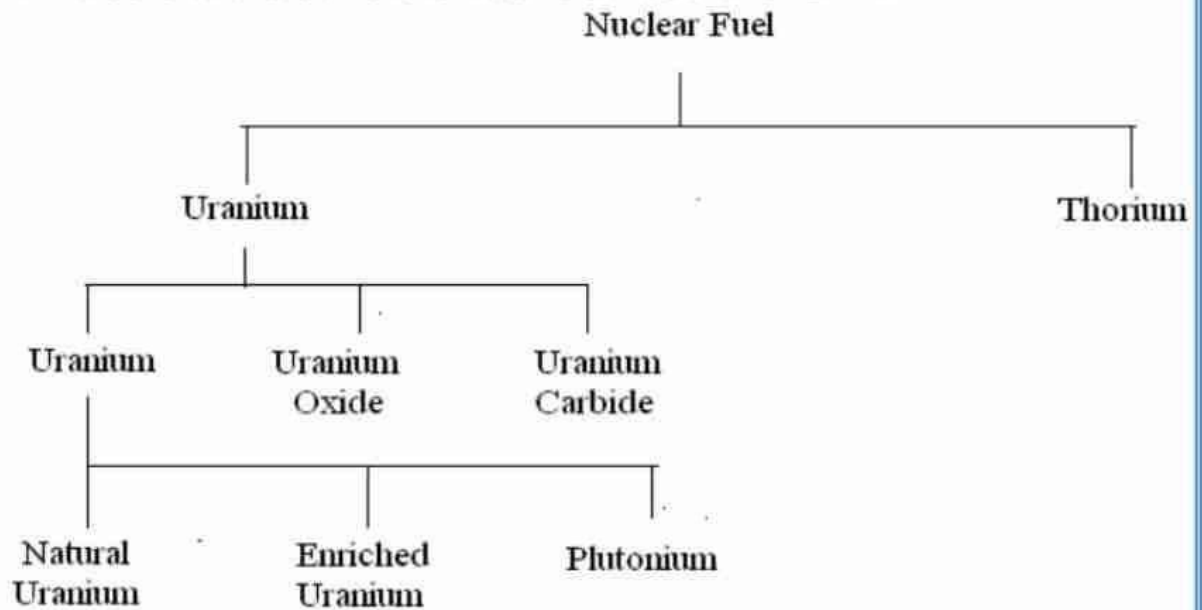 Nuclear Fuel
Uranium
Thorium
Uranium
Uranium
Oxide
Uranium
Carbide
Natural
Uranium
Enriched
Uranium
Plutonium